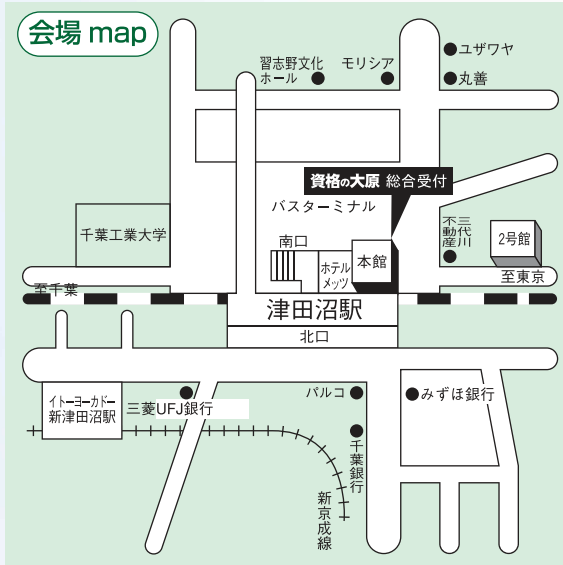 会場 map
習志野文化
ホール
モリシア
ユザワヤ
丸善
資格の大原 総合受付
バスターミナル
千葉工業大学
南口
ホテル
メッツ
本館
三代川
不動産
2号館
至東京
至千葉
津田沼駅
北口
イトーヨーカドー
新津田沼駅
三菱UFJ銀行
パルコ
みずほ銀行
千葉銀行
新京成線